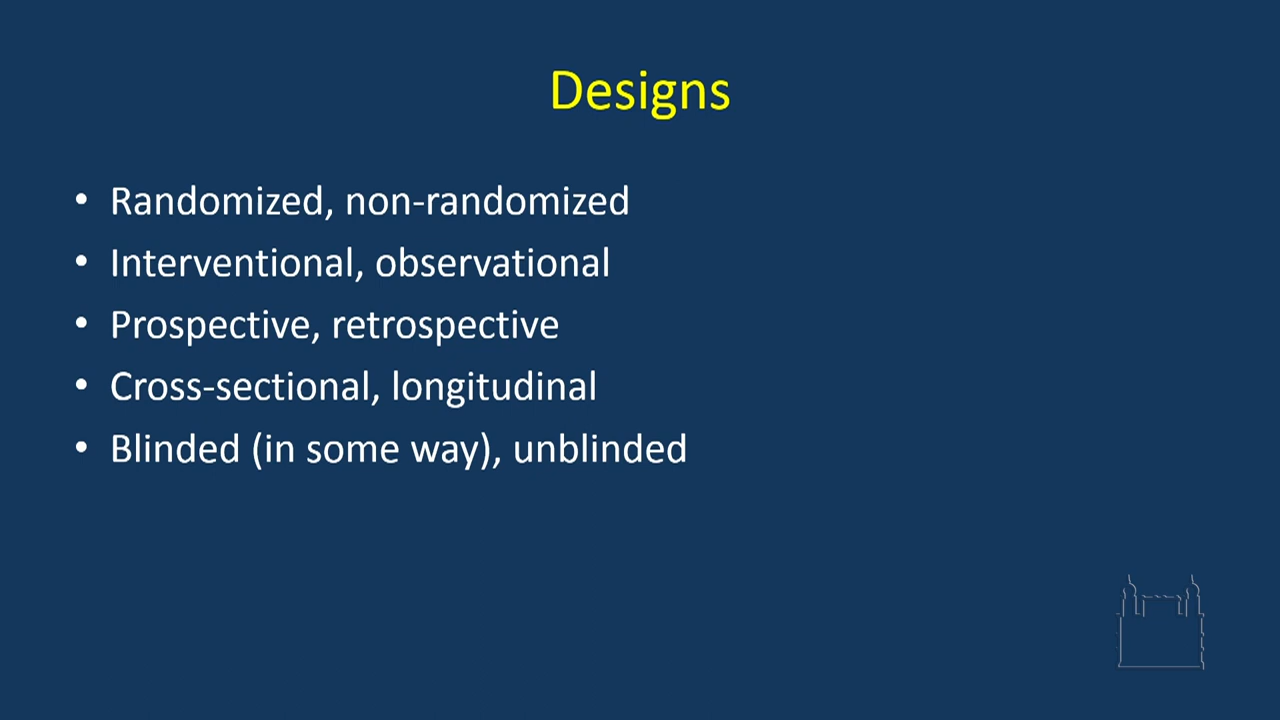 Designs
• Randomized, non-randomized
• Interventional, observational
• Prospective, retrospective
• Cross-sectional, longitudinal
• Blinded (in some way), unblinded